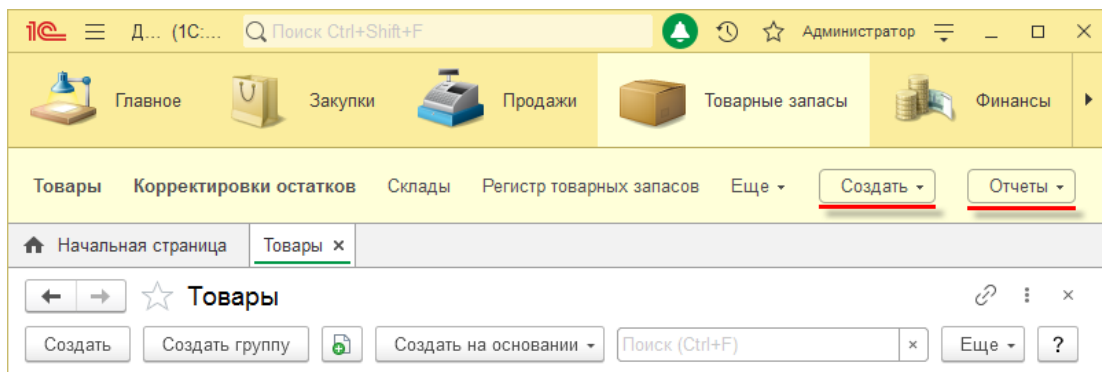 1С Д... (1С:... Поиск Ctrl+Shift+F Администратор
Главное Закупки Продажи Товарные запасы Финансы
Товары Корректировки остатков Склады Регистр товарных запасов Еще Создать Отчеты
Начальная страница Товары ×
Товары
Создать Создать группу Создать на основании Поиск (Ctrl+F) × Еще ?